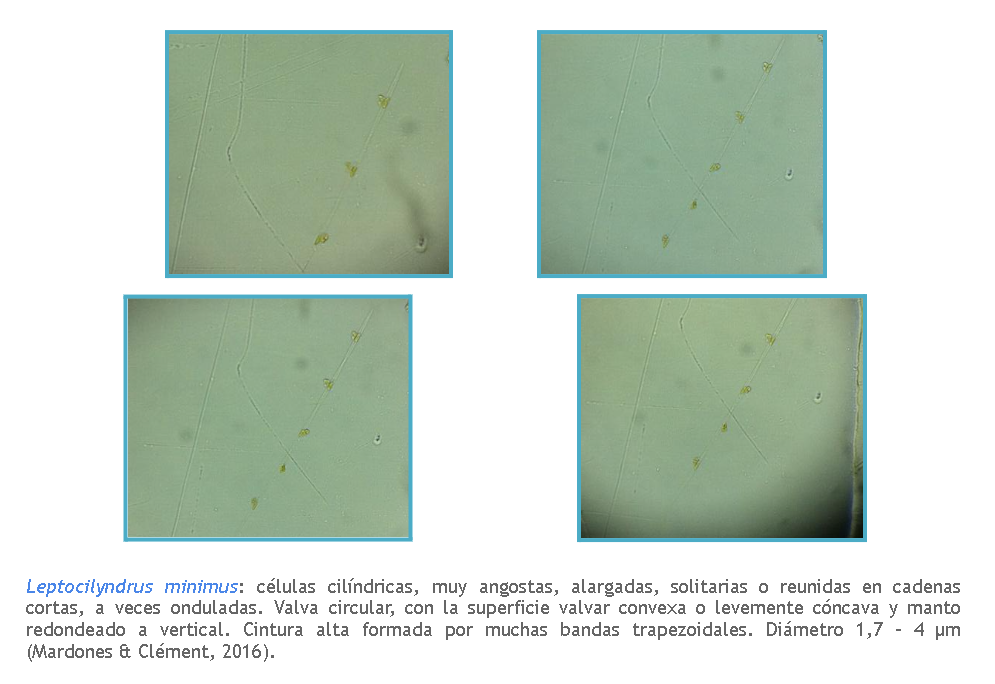 Leptocilyndrus minimus: células cilíndricas, muy angostas, alargadas, solitarias o reunidas en cadenas
cortas, a veces onduladas. Valva circular, con la superficie valvar convexa o levemente cóncava y manto
redondeado a vertical. Cintura alta formada por muchas bandas trapezoidales. Diámetro 1,7 - 4 µm
(Mardones & Clément, 2016).